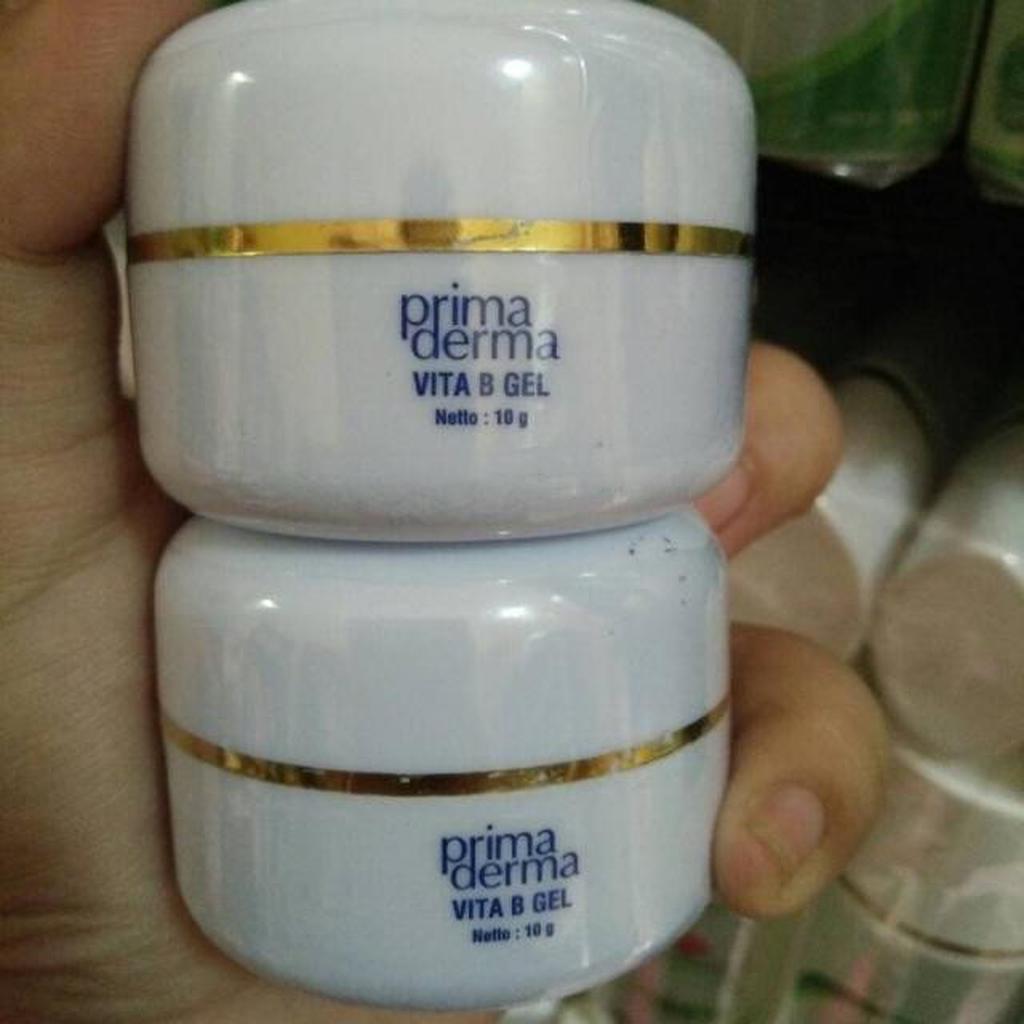 prima
derma
VITA B GEL
Netto : 10 g
prima
derma
VITA B GEL
Netto : 10 g